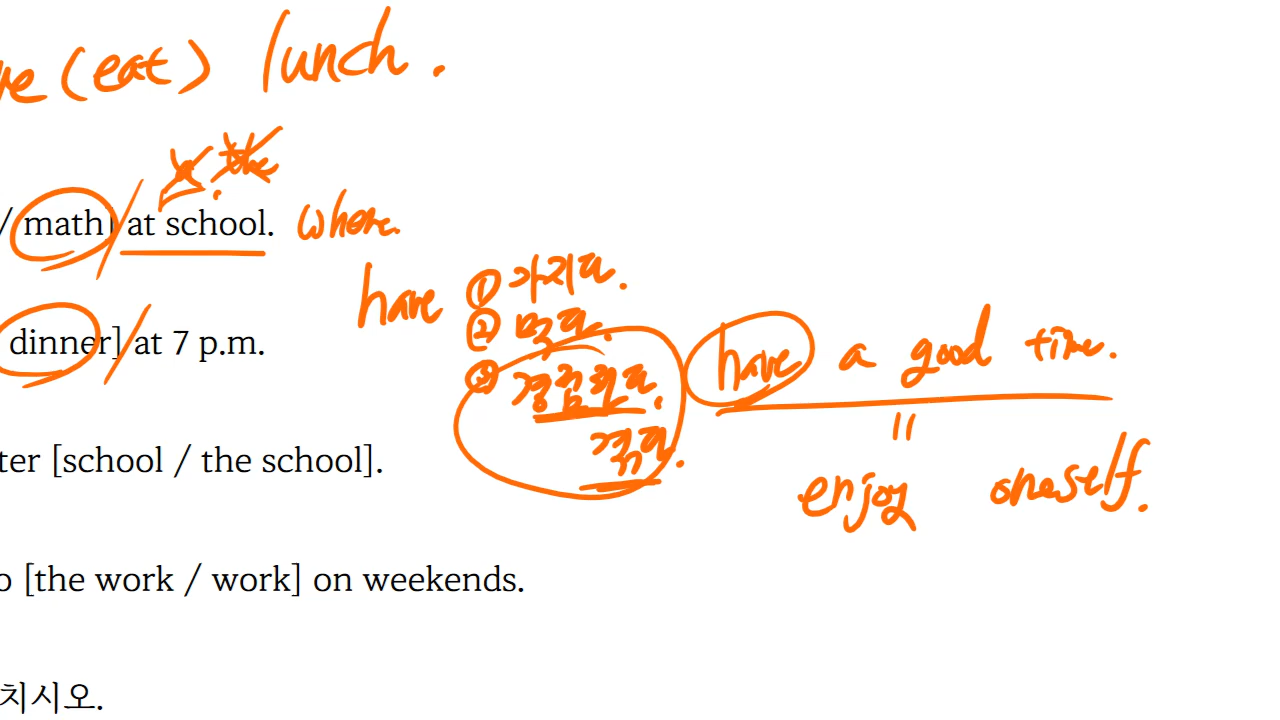 ve (eat) lunch.
a. the
/ math] / at school. where.
have ① 가지다.
② 먹다.
③ 경험한다.
겪다.
have a good time.
=
enjoy oneself.
dinner] / at 7 p.m.
ter [school / the school].
o [the work / work] on weekends.
치시오.